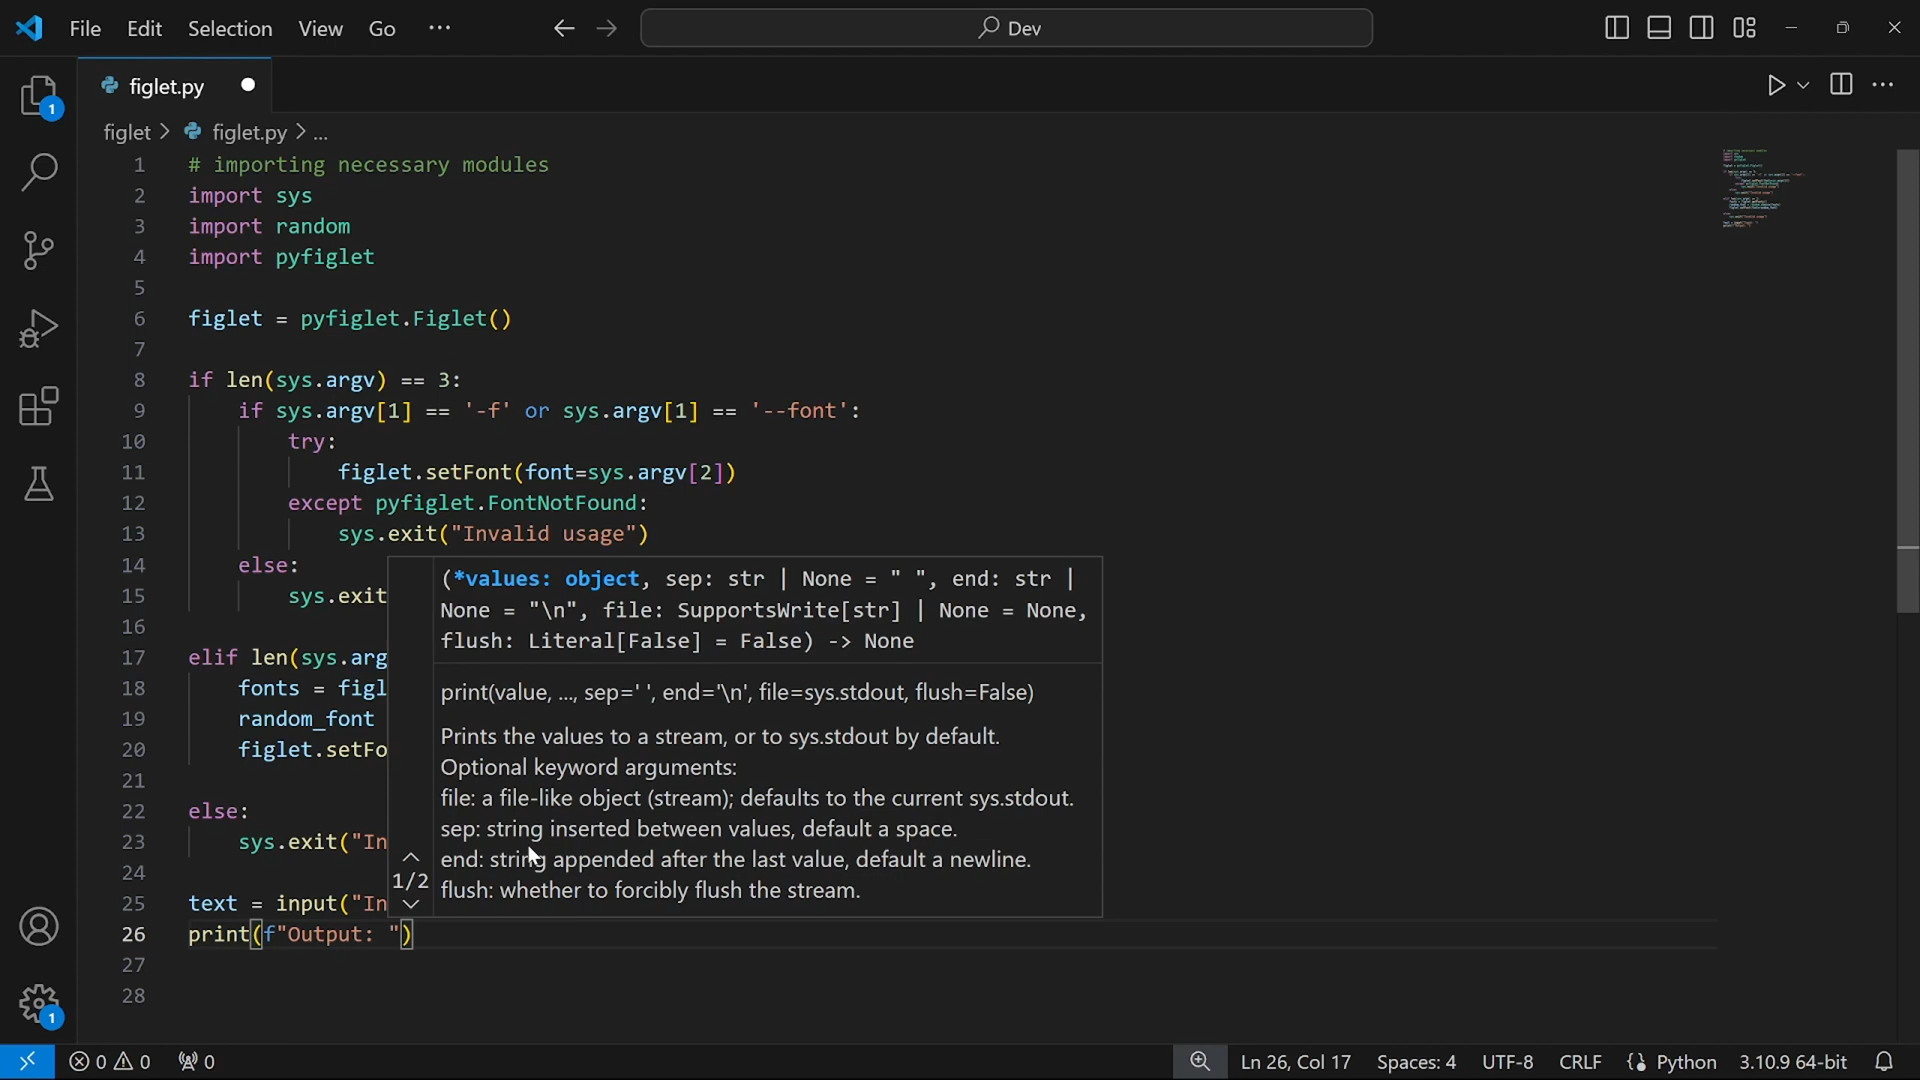 File Edit Selection View Go ···
Dev
figlet.py
figlet > figlet.py > ...
1 # importing necessary modules
2 import sys
3 import random
4 import pyfiglet
5
6 figlet = pyfiglet.Figlet()
7
8 if len(sys.argv) == 3:
9 if sys.argv[1] == '-f' or sys.argv[1] == '--font':
10 try:
11 figlet.setFont(font=sys.argv[2])
12 except pyfiglet.FontNotFound:
13 sys.exit("Invalid usage")
14 else:
15 sys.exit
16
17 elif len(sys.arg
18 fonts = figl
19 random_font
20 figlet.setFo
21
22 else:
23 sys.exit("In
24
25 text = input("In
26 print(f"Output: ")
27
28
(*values: object, sep: str | None = " ", end: str |
None = "\n", file: SupportsWrite[str] | None = None,
flush: Literal[False] = False) -> None
print(value, ..., sep=' ', end='\n', file=sys.stdout, flush=False)
Prints the values to a stream, or to sys.stdout by default.
Optional keyword arguments:
file: a file-like object (stream); defaults to the current sys.stdout.
sep: string inserted between values, default a space.
end: string appended after the last value, default a newline.
flush: whether to forcibly flush the stream.
1/2
1
1
0 0 0
Ln 26, Col 17 Spaces: 4 UTF-8 CRLF Python 3.10.9 64-bit